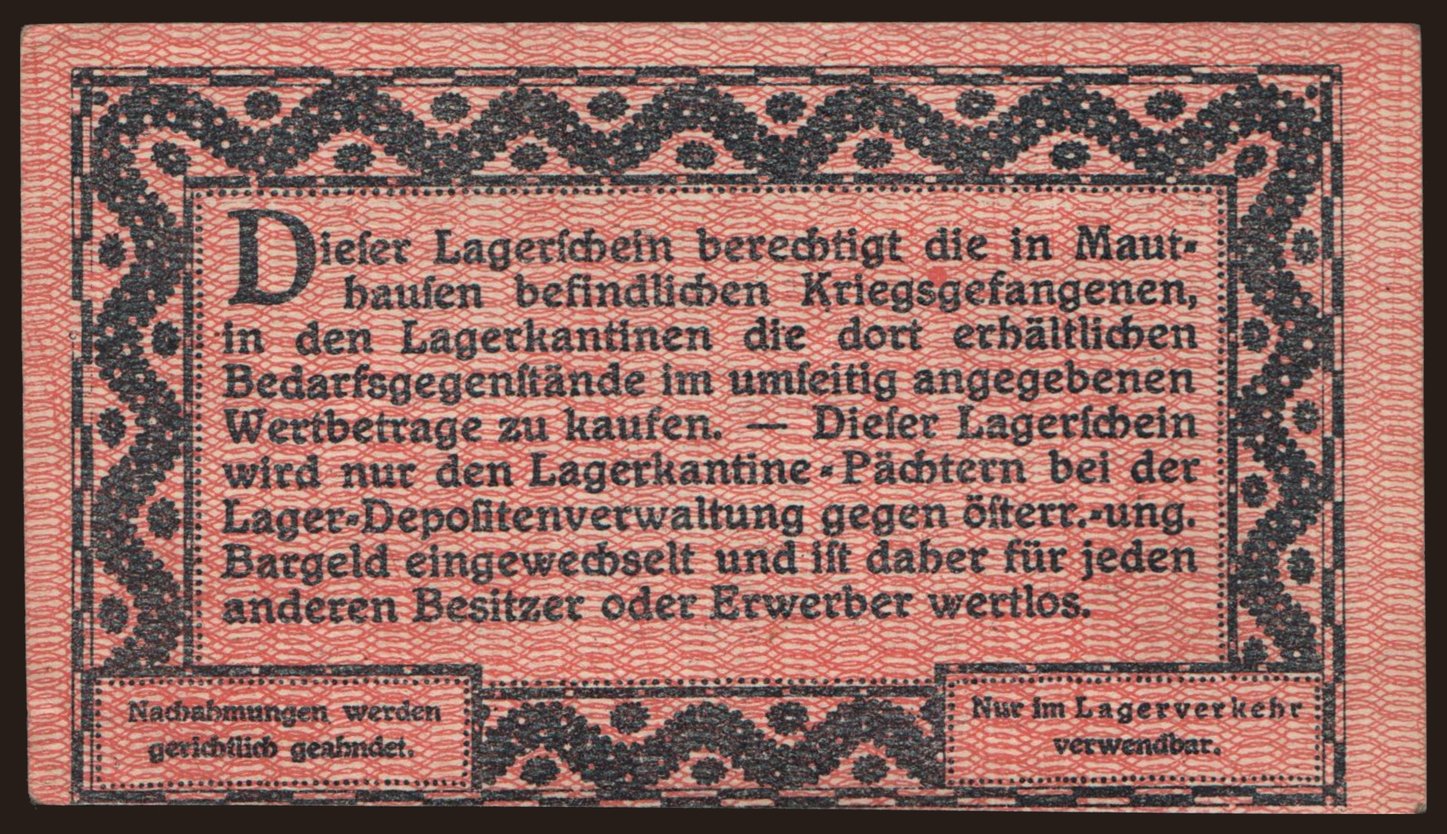 Dieſer Lagerſchein berechtigt die in Maut-
hauſen befindlichen Kriegsgefangenen,
in den Lagerkantinen die dort erhältlichen
Bedarfsgegenſtände im umſeitig angegebenen
Wertbetrage zu kaufen. — Dieſer Lagerſchein
wird nur den Lagerkantine-Pächtern bei der
Lager-Depoſitenverwaltung gegen öſterr.-ung.
Bargeld eingewechselt und iſt daher für jeden
anderen Besitzer oder Erwerber wertlos.
Nachahmungen werden
gerichtlich geahndet.
Nur im Lagerverkehr
verwendbar.